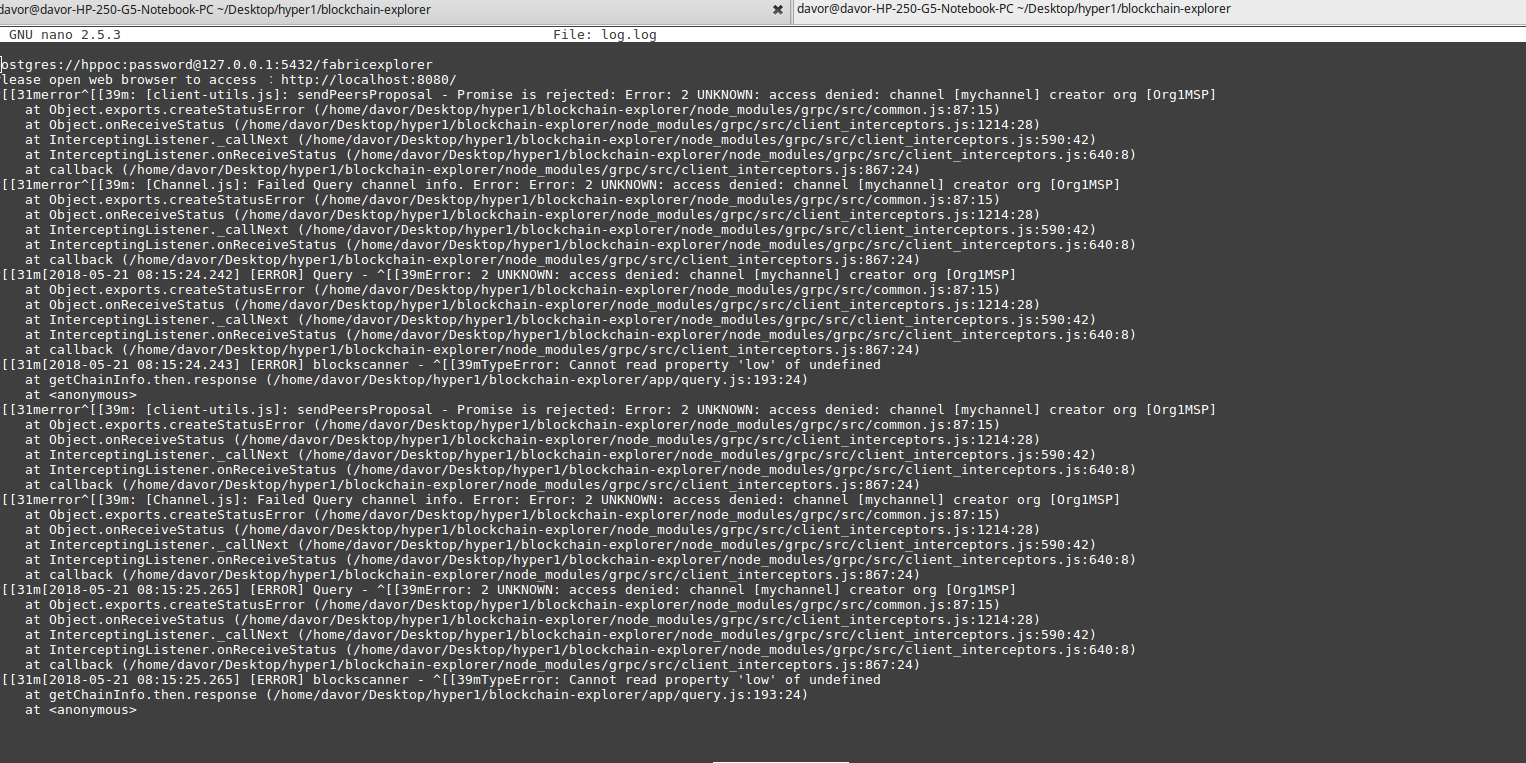 davor@davor-HP-250-G5-Notebook-PC ~/Desktop/hyper1/blockchain-explorer
davor@davor-HP-250-G5-Notebook-PC ~/Desktop/hyper1/blockchain-explorer
GNU nano 2.5.3 File: log.log
ostgres://hppoc:password@127.0.0.1:5432/fabricexplorer
lease open web browser to access : http://localhost:8080/
[[31merror^[[39m: [client-utils.js]: sendPeersProposal - Promise is rejected: Error: 2 UNKNOWN: access denied: channel [mychannel] creator org [Org1MSP]
at Object.exports.createStatusError (/home/davor/Desktop/hyper1/blockchain-explorer/node_modules/grpc/src/common.js:87:15)
at Object.onReceiveStatus (/home/davor/Desktop/hyper1/blockchain-explorer/node_modules/grpc/src/client_interceptors.js:1214:28)
at InterceptingListener._callNext (/home/davor/Desktop/hyper1/blockchain-explorer/node_modules/grpc/src/client_interceptors.js:590:42)
at InterceptingListener.onReceiveStatus (/home/davor/Desktop/hyper1/blockchain-explorer/node_modules/grpc/src/client_interceptors.js:640:8)
at callback (/home/davor/Desktop/hyper1/blockchain-explorer/node_modules/grpc/src/client_interceptors.js:867:24)
[[31merror^[[39m: [Channel.js]: Failed Query channel info. Error: Error: 2 UNKNOWN: access denied: channel [mychannel] creator org [Org1MSP]
at Object.exports.createStatusError (/home/davor/Desktop/hyper1/blockchain-explorer/node_modules/grpc/src/common.js:87:15)
at Object.onReceiveStatus (/home/davor/Desktop/hyper1/blockchain-explorer/node_modules/grpc/src/client_interceptors.js:1214:28)
at InterceptingListener._callNext (/home/davor/Desktop/hyper1/blockchain-explorer/node_modules/grpc/src/client_interceptors.js:590:42)
at InterceptingListener.onReceiveStatus (/home/davor/Desktop/hyper1/blockchain-explorer/node_modules/grpc/src/client_interceptors.js:640:8)
at callback (/home/davor/Desktop/hyper1/blockchain-explorer/node_modules/grpc/src/client_interceptors.js:867:24)
[[31m[2018-05-21 08:15:24.242] [ERROR] Query - ^[[39mError: 2 UNKNOWN: access denied: channel [mychannel] creator org [Org1MSP]
at Object.exports.createStatusError (/home/davor/Desktop/hyper1/blockchain-explorer/node_modules/grpc/src/common.js:87:15)
at Object.onReceiveStatus (/home/davor/Desktop/hyper1/blockchain-explorer/node_modules/grpc/src/client_interceptors.js:1214:28)
at InterceptingListener._callNext (/home/davor/Desktop/hyper1/blockchain-explorer/node_modules/grpc/src/client_interceptors.js:590:42)
at InterceptingListener.onReceiveStatus (/home/davor/Desktop/hyper1/blockchain-explorer/node_modules/grpc/src/client_interceptors.js:640:8)
at callback (/home/davor/Desktop/hyper1/blockchain-explorer/node_modules/grpc/src/client_interceptors.js:867:24)
[[31m[2018-05-21 08:15:24.243] [ERROR] blockscanner - ^[[39mTypeError: Cannot read property 'low' of undefined
at getChainInfo.then.response (/home/davor/Desktop/hyper1/blockchain-explorer/app/query.js:193:24)
at <anonymous>
[[31merror^[[39m: [client-utils.js]: sendPeersProposal - Promise is rejected: Error: 2 UNKNOWN: access denied: channel [mychannel] creator org [Org1MSP]
at Object.exports.createStatusError (/home/davor/Desktop/hyper1/blockchain-explorer/node_modules/grpc/src/common.js:87:15)
at Object.onReceiveStatus (/home/davor/Desktop/hyper1/blockchain-explorer/node_modules/grpc/src/client_interceptors.js:1214:28)
at InterceptingListener._callNext (/home/davor/Desktop/hyper1/blockchain-explorer/node_modules/grpc/src/client_interceptors.js:590:42)
at InterceptingListener.onReceiveStatus (/home/davor/Desktop/hyper1/blockchain-explorer/node_modules/grpc/src/client_interceptors.js:640:8)
at callback (/home/davor/Desktop/hyper1/blockchain-explorer/node_modules/grpc/src/client_interceptors.js:867:24)
[[31merror^[[39m: [Channel.js]: Failed Query channel info. Error: Error: 2 UNKNOWN: access denied: channel [mychannel] creator org [Org1MSP]
at Object.exports.createStatusError (/home/davor/Desktop/hyper1/blockchain-explorer/node_modules/grpc/src/common.js:87:15)
at Object.onReceiveStatus (/home/davor/Desktop/hyper1/blockchain-explorer/node_modules/grpc/src/client_interceptors.js:1214:28)
at InterceptingListener._callNext (/home/davor/Desktop/hyper1/blockchain-explorer/node_modules/grpc/src/client_interceptors.js:590:42)
at InterceptingListener.onReceiveStatus (/home/davor/Desktop/hyper1/blockchain-explorer/node_modules/grpc/src/client_interceptors.js:640:8)
at callback (/home/davor/Desktop/hyper1/blockchain-explorer/node_modules/grpc/src/client_interceptors.js:867:24)
[[31m[2018-05-21 08:15:25.265] [ERROR] Query - ^[[39mError: 2 UNKNOWN: access denied: channel [mychannel] creator org [Org1MSP]
at Object.exports.createStatusError (/home/davor/Desktop/hyper1/blockchain-explorer/node_modules/grpc/src/common.js:87:15)
at Object.onReceiveStatus (/home/davor/Desktop/hyper1/blockchain-explorer/node_modules/grpc/src/client_interceptors.js:1214:28)
at InterceptingListener._callNext (/home/davor/Desktop/hyper1/blockchain-explorer/node_modules/grpc/src/client_interceptors.js:590:42)
at InterceptingListener.onReceiveStatus (/home/davor/Desktop/hyper1/blockchain-explorer/node_modules/grpc/src/client_interceptors.js:640:8)
at callback (/home/davor/Desktop/hyper1/blockchain-explorer/node_modules/grpc/src/client_interceptors.js:867:24)
[[31m[2018-05-21 08:15:25.265] [ERROR] blockscanner - ^[[39mTypeError: Cannot read property 'low' of undefined
at getChainInfo.then.response (/home/davor/Desktop/hyper1/blockchain-explorer/app/query.js:193:24)
at <anonymous>